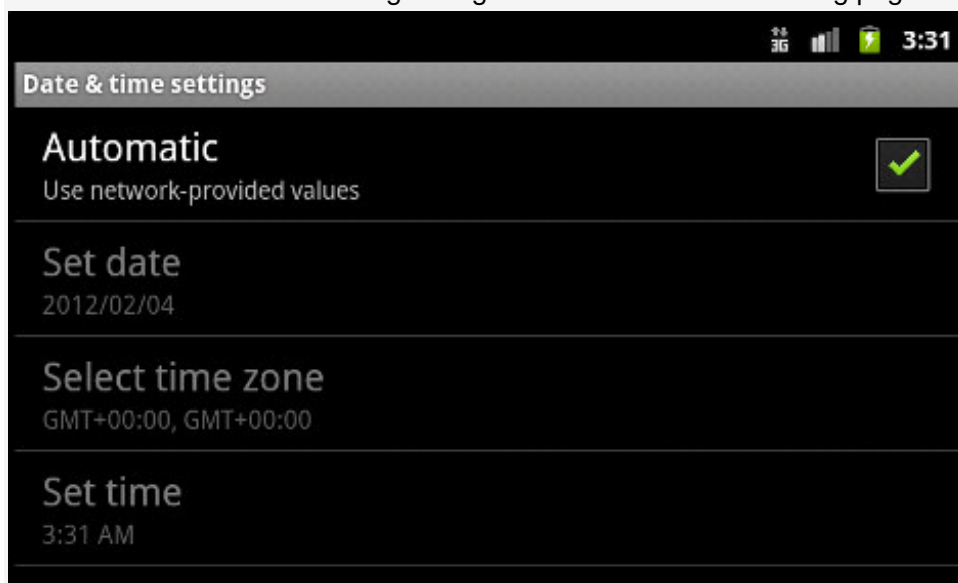 3G 3:31
Date & time settings
Automatic
Use network-provided values
Set date
2012/02/04
Select time zone
GMT+00:00, GMT+00:00
Set time
3:31 AM